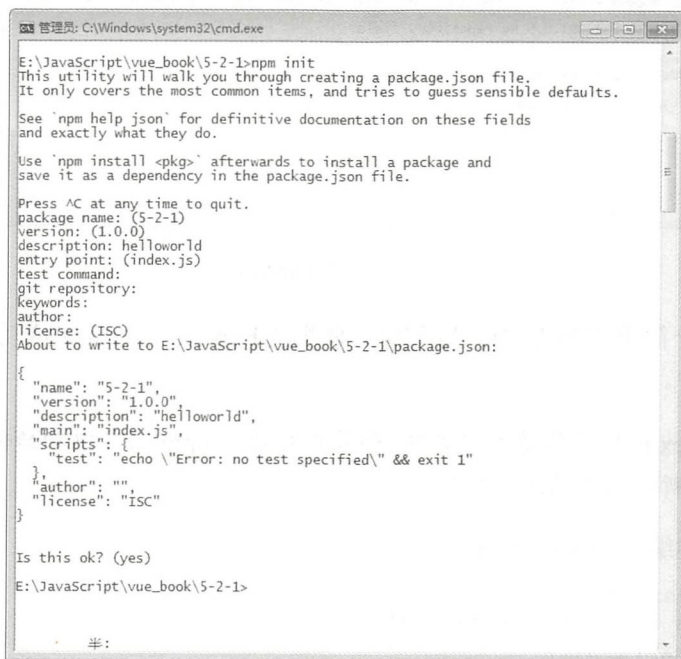 管理员: C:\Windows\system32\cmd.exe
E:\JavaScript\vue_book\5-2-1>npm init
This utility will walk you through creating a package.json file.
It only covers the most common items, and tries to guess sensible defaults.
See `npm help json` for definitive documentation on these fields
and exactly what they do.
Use `npm install <pkg>` afterwards to install a package and
save it as a dependency in the package.json file.
Press ^C at any time to quit.
package name: (5-2-1)
version: (1.0.0)
description: helloworld
entry point: (index.js)
test command:
git repository:
keywords:
author:
license: (ISC)
About to write to E:\JavaScript\vue_book\5-2-1\package.json:
{
"name": "5-2-1",
"version": "1.0.0",
"description": "helloworld",
"main": "index.js",
"scripts": {
"test": "echo \"Error: no test specified\" && exit 1"
},
"author": "",
"license": "ISC"
}
Is this ok? (yes)
E:\JavaScript\vue_book\5-2-1>
半: